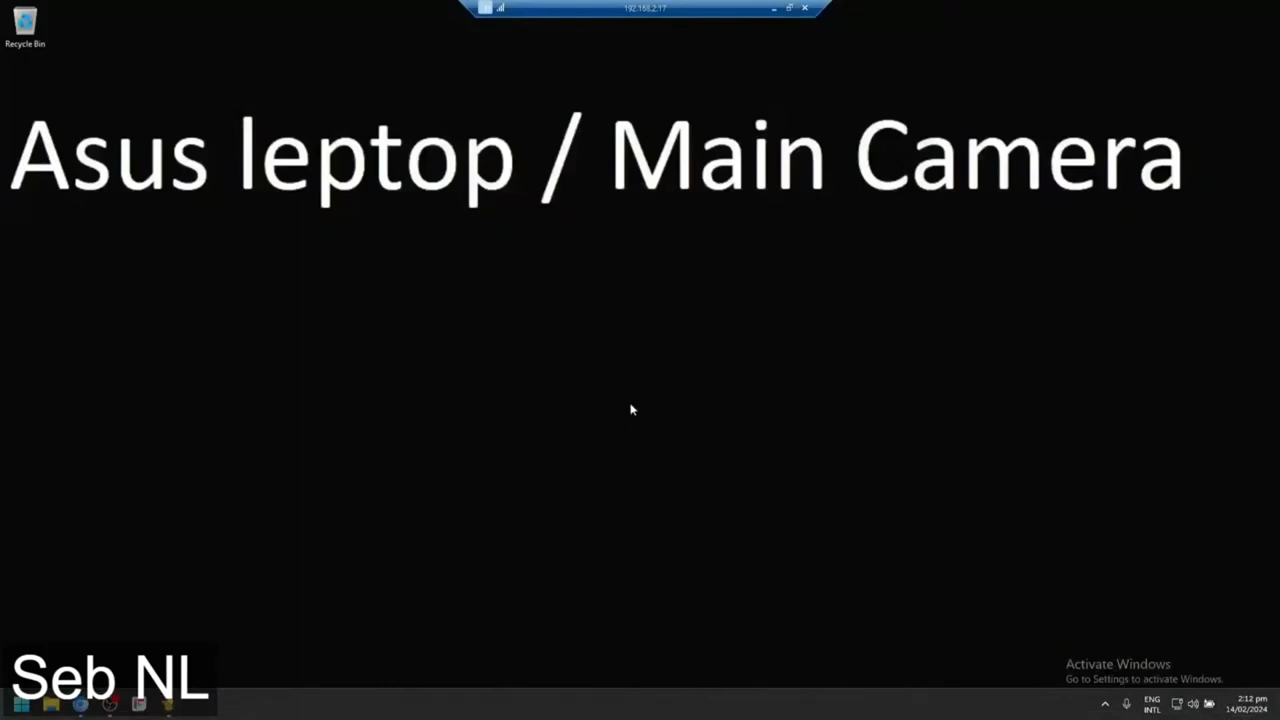 192.168.2.17
Recycle Bin
Asus leptop / Main Camera
Activate Windows
Go to Settings to activate Windows.
Seb NL
ENG
INTL
2:12 pm
14/02/2024